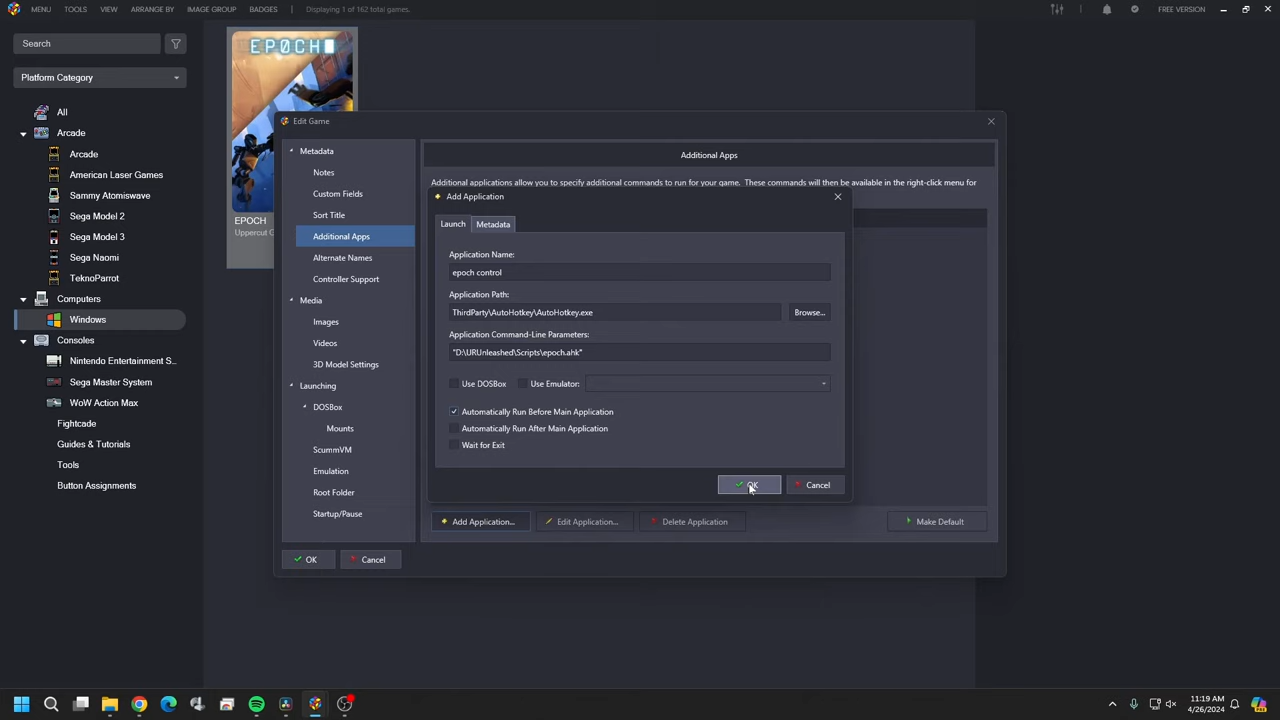 MENU TOOLS VIEW ARRANGE BY IMAGE GROUP BADGES Displaying 1 of 162 total games. FREE VERSION
Search
Platform Category
All
Arcade
Arcade
American Laser Games
Sammy Atomiswave
Sega Model 2
Sega Model 3
Sega Naomi
TeknoParrot
Computers
Windows
Consoles
Nintendo Entertainment S...
Sega Master System
WoW Action Max
Fightcade
Guides & Tutorials
Tools
Button Assignments
EPOCH
EPOCH
Edit Game
Metadata
Notes
Custom Fields
Sort Title
Additional Apps
Alternate Names
Controller Support
Media
Images
Videos
3D Model Settings
Launching
DOSBox
Mounts
ScummVM
Emulation
Root Folder
Startup/Pause
OK Cancel
Additional Apps
Additional applications allow you to specify additional commands to run for your game. These commands will then be available in the right-click menu for
Add Application
Launch Metadata
Application Name:
epoch control
Application Path:
ThirdParty\AutoHotkey\AutoHotkey.exe Browse...
Application Command-Line Parameters:
"D:\URUnleashed\Scripts\epoch.ahk"
Use DOSBox Use Emulator:
Automatically Run Before Main Application
Automatically Run After Main Application
Wait for Exit
OK Cancel
Add Application... Edit Application... Delete Application Make Default
11:19 AM
4/26/2024